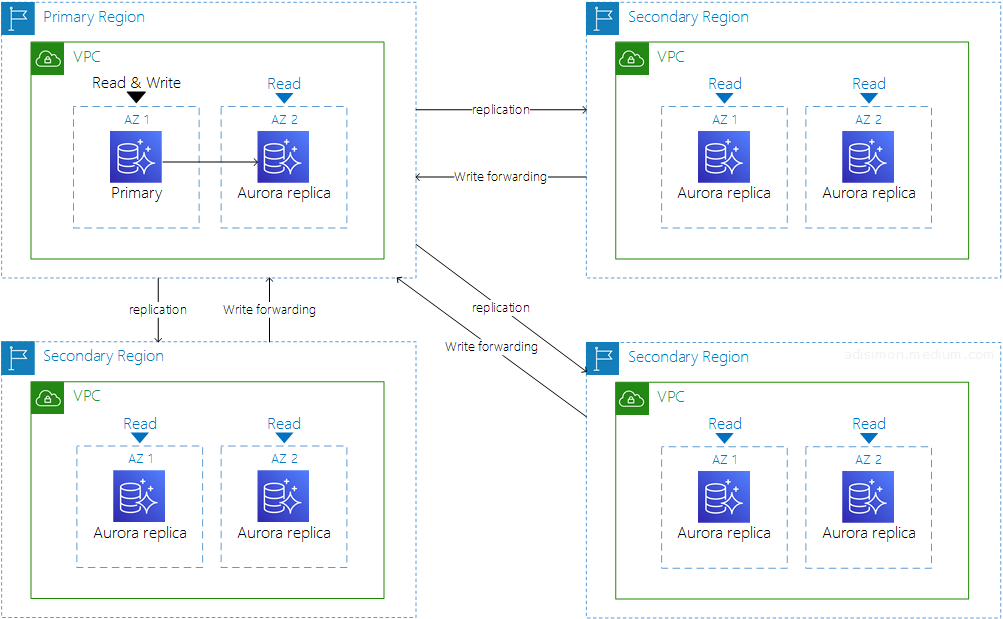 Primary Region
VPC
Read & Write
Read
AZ 1
AZ 2
Primary
Aurora replica
replication
Write forwarding
Secondary Region
VPC
Read
Read
AZ 1
AZ 2
Aurora replica
Aurora replica
replication
Write forwarding
replication
Write forwarding
Secondary Region
VPC
Read
Read
AZ 1
AZ 2
Aurora replica
Aurora replica
Secondary Region
adisimon.medium.com
VPC
Read
Read
AZ 1
AZ 2
Aurora replica
Aurora replica